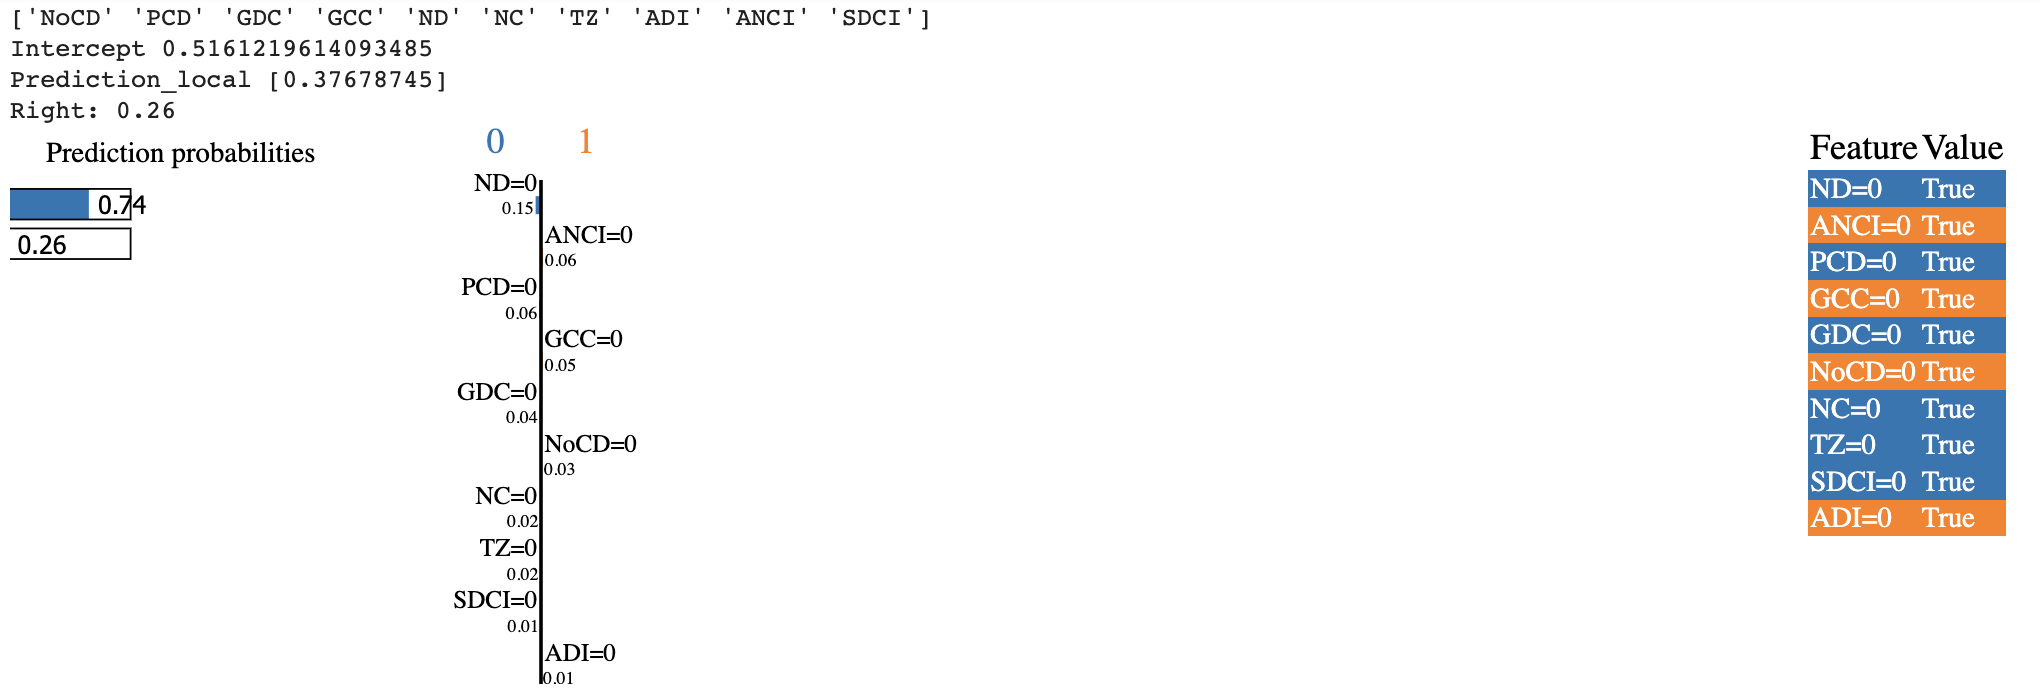 ['NoCD' 'PCD' 'GDC' 'GCC' 'ND' 'NC' 'TZ' 'ADI' 'ANCI' 'SDCI']
Intercept 0.5161219614093485
Prediction_local [0.37678745]
Right: 0.26
Prediction probabilities
0.74
0.26
0 1
ND=0
0.15
ANCI=0
0.06
PCD=0
0.06
GCC=0
0.05
GDC=0
0.04
NoCD=0
0.03
NC=0
0.02
TZ=0
0.02
SDCI=0
0.01
ADI=0
0.01
Feature Value
ND=0 True
ANCI=0 True
PCD=0 True
GCC=0 True
GDC=0 True
NoCD=0 True
NC=0 True
TZ=0 True
SDCI=0 True
ADI=0 True